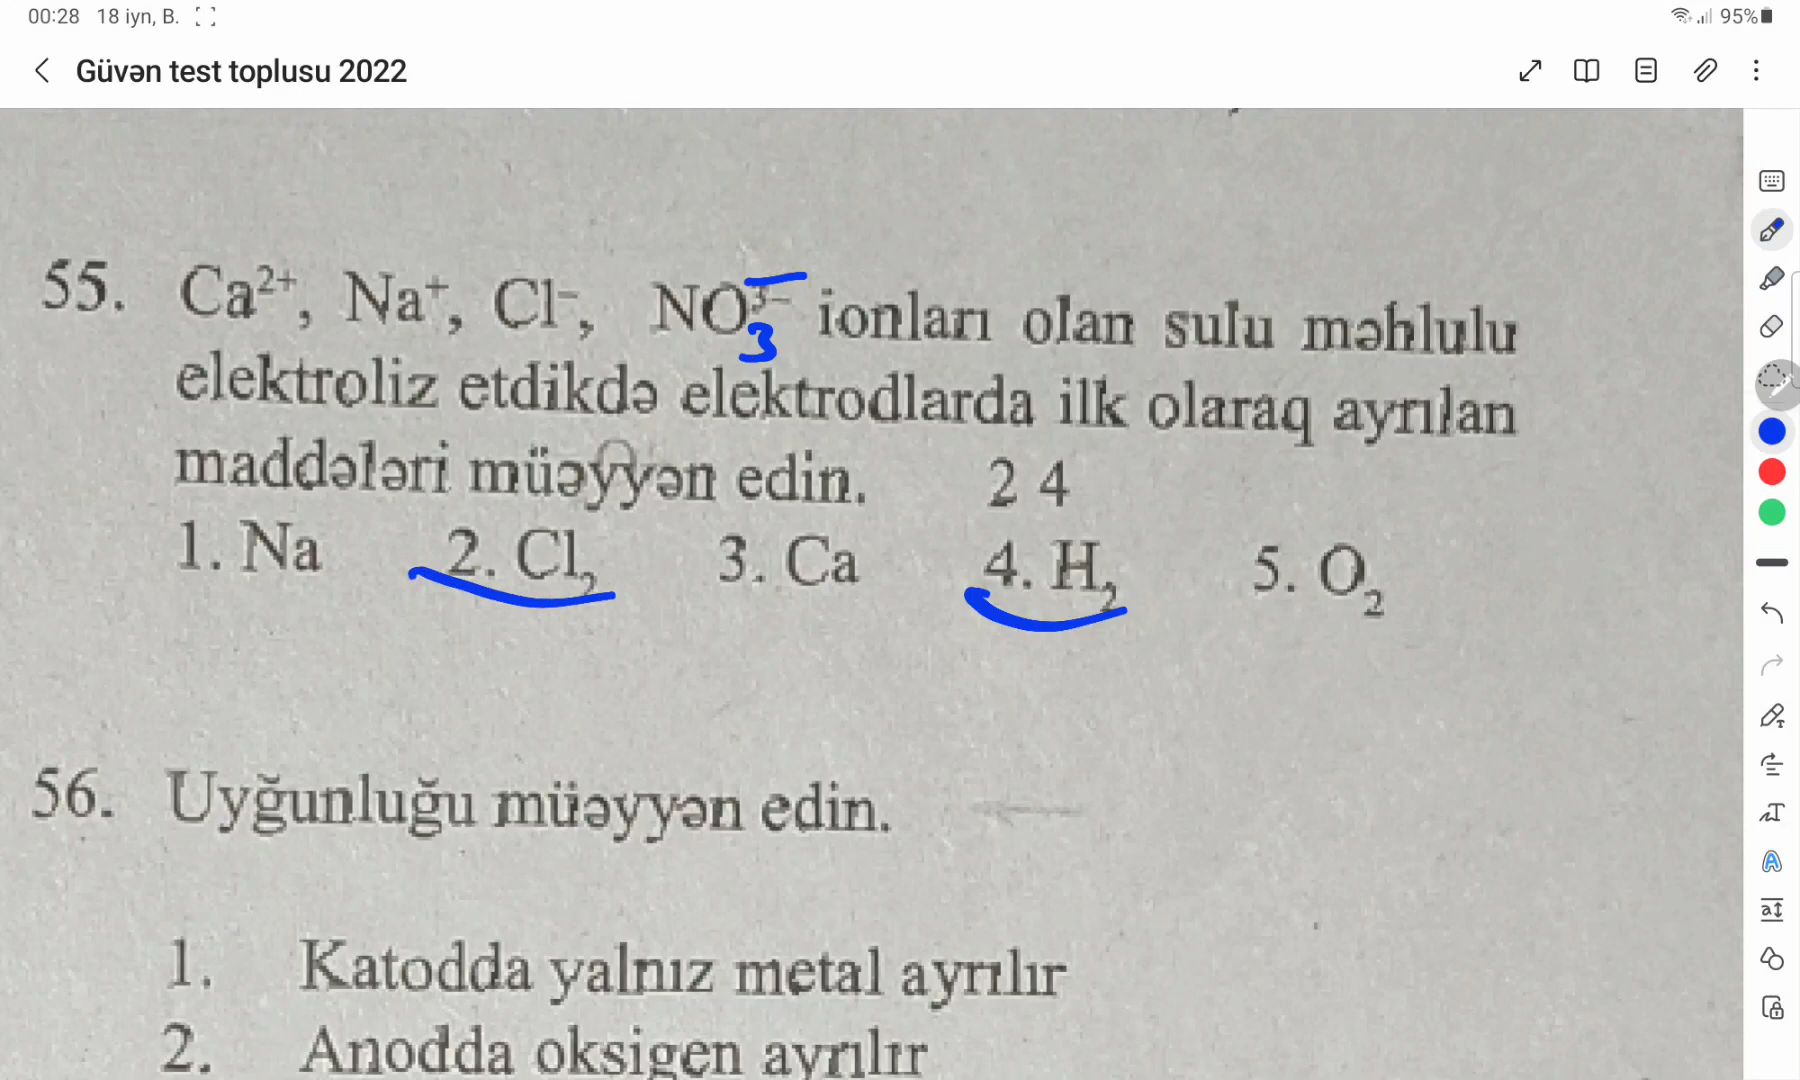 00:28 18 iyn, B. 95%
Güvən test toplusu 2022
55. Ca²⁺, Na⁺, Cl⁻, NO³⁻ ionları olan sulu məhlulu
3
elektroliz etdikdə elektrodlarda ilk olaraq ayrılan
maddələri müəyyən edin. 2 4
1. Na 2. Cl₂ 3. Ca 4. H₂ 5. O₂
56. Uyğunluğu müəyyən edin.
1. Katodda yalnız metal ayrılır
2. Anodda oksigen ayrılır